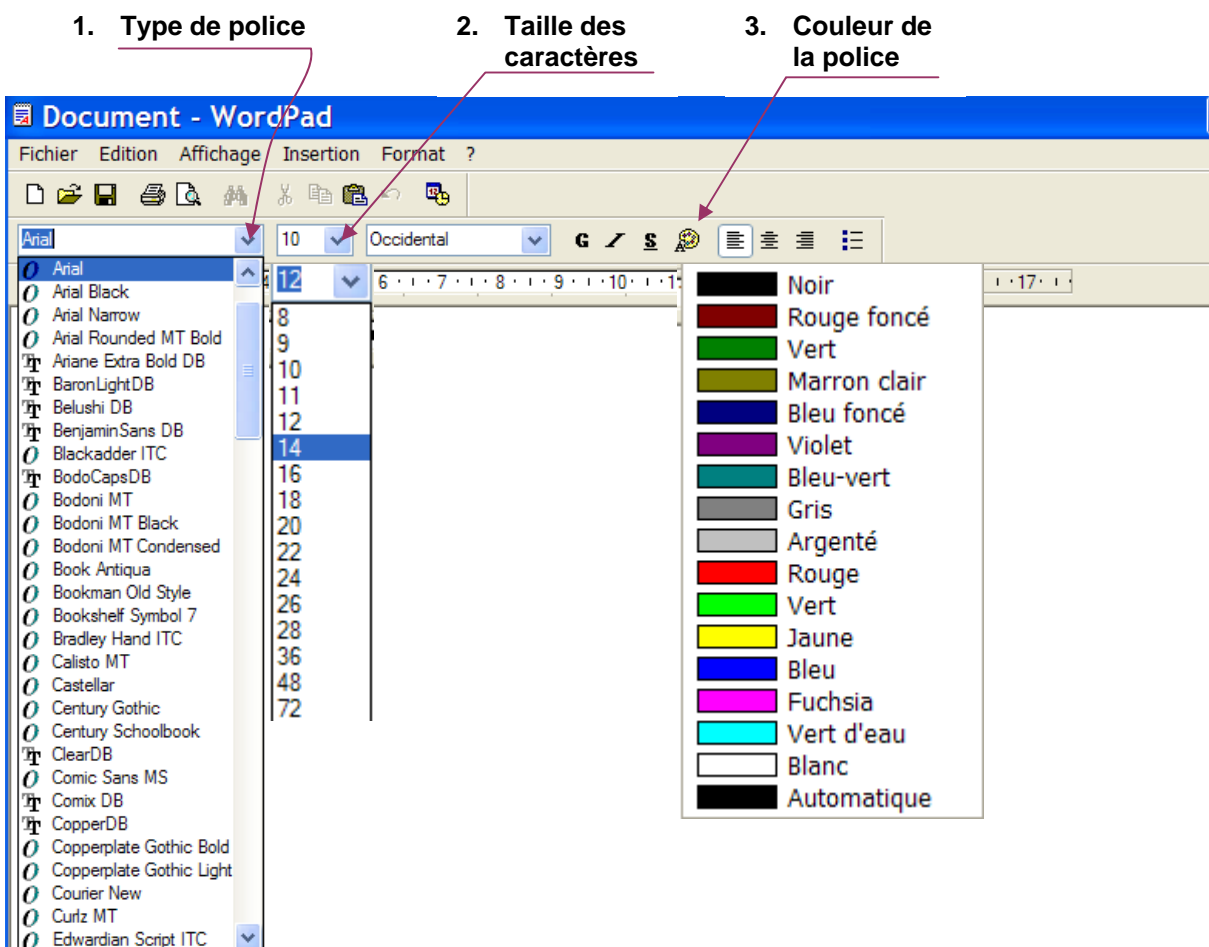 1. Type de police
2. Taille des
caractères
3. Couleur de
la police
Document - WordPad
Fichier Edition Affichage Insertion Format ?
Arial
10
Occidental
G I S
12
6 7 8 9 10 17
Arial
Arial Black
Arial Narrow
Arial Rounded MT Bold
Ariane Extra Bold DB
BaronLightDB
Belushi DB
BenjaminSans DB
Blackadder ITC
BodoCapsDB
Bodoni MT
Bodoni MT Black
Bodoni MT Condensed
Book Antiqua
Bookman Old Style
Bookshelf Symbol 7
Bradley Hand ITC
Calisto MT
Castellar
Century Gothic
Century Schoolbook
ClearDB
Comic Sans MS
Comix DB
CopperDB
Copperplate Gothic Bold
Copperplate Gothic Light
Courier New
Curlz MT
Edwardian Script ITC
8
9
10
11
12
14
16
18
20
22
24
26
28
36
48
72
Noir
Rouge foncé
Vert
Marron clair
Bleu foncé
Violet
Bleu-vert
Gris
Argenté
Rouge
Vert
Jaune
Bleu
Fuchsia
Vert d'eau
Blanc
Automatique